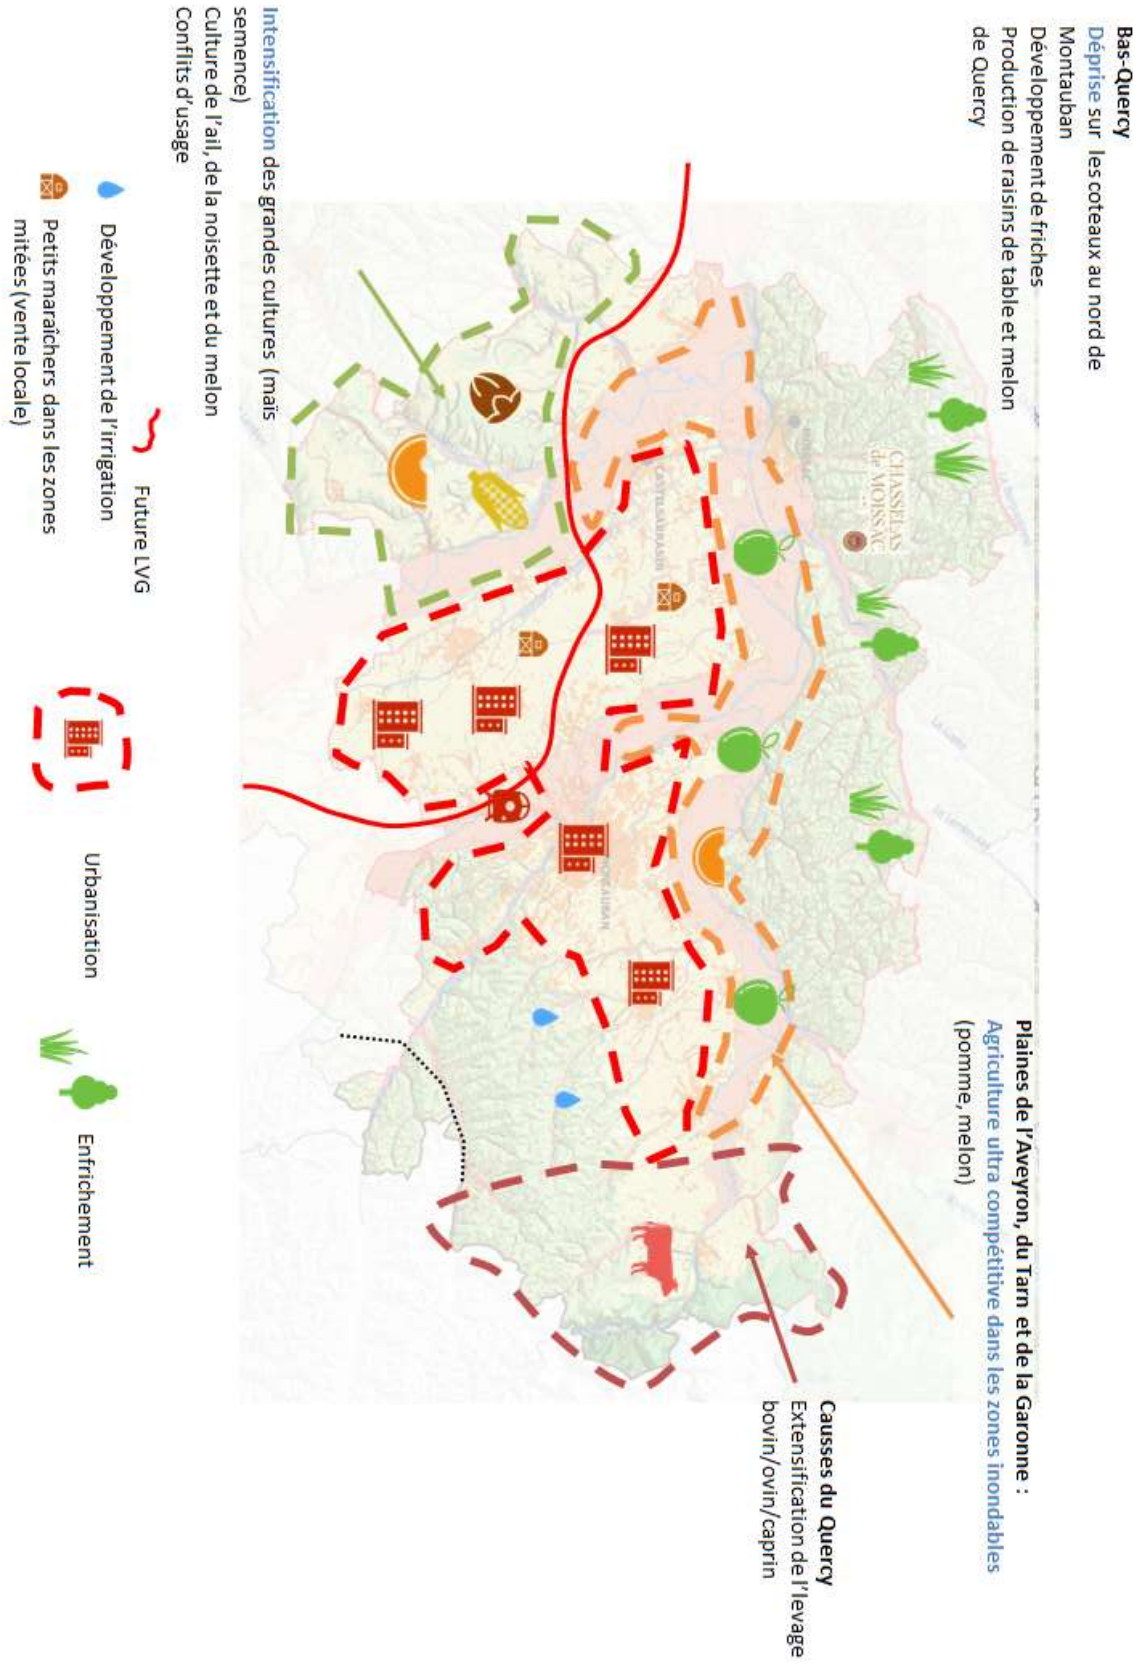 Bas-Quercy
Déprise sur les coteaux au nord de
Montauban
Développement de friches
Production de raisins de table et melon
de Quercy
Plaines de l'Aveyron, du Tarn et de la Garonne :
Agriculture ultra compétitive dans les zones inondables
(pomme, melon)
Causses du Quercy
Extensification de l'levage
bovin/ovin/caprin
CHASSELAS
de MOISSAC
CASTELSARRASIN
MONTAUBAN
Intensification des grandes cultures (maïs
semence)
Culture de l'ail, de la noisette et du melon
Conflits d'usage
Future LVG
Développement de l'irrigation
Petits maraîchers dans les zones
mitées (vente locale)
Urbanisation
Enfrichement